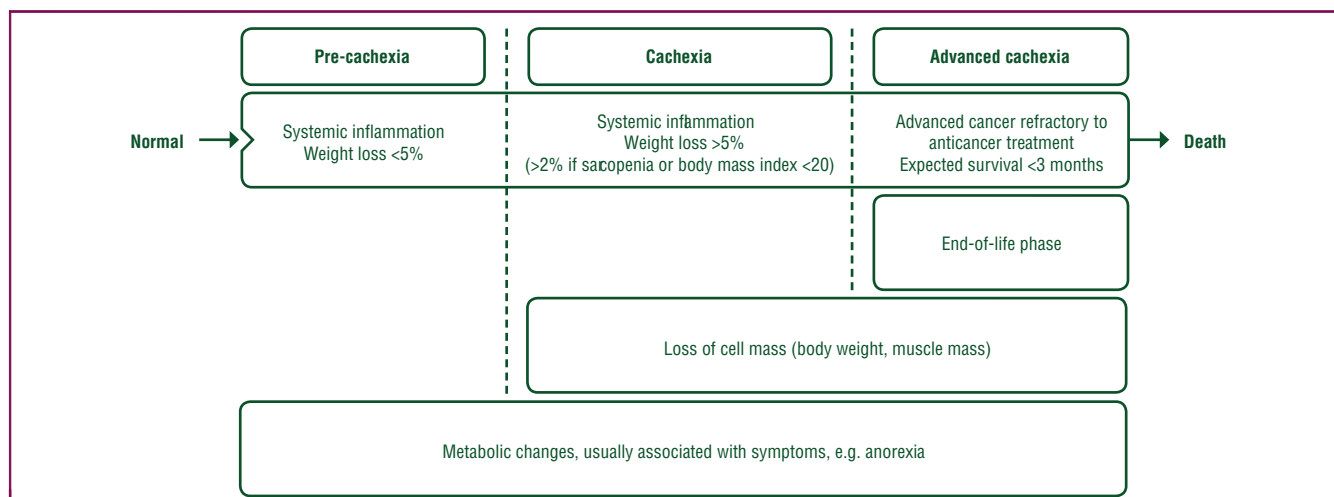 Pre-cachexia
Cachexia
Advanced cachexia
Normal
Systemic inflammation
Weight loss <5%
Systemic inflammation
Weight loss >5%
(>2% if sarcopenia or body mass index <20)
Advanced cancer refractory to
anticancer treatment
Expected survival <3 months
Death
End-of-life phase
Loss of cell mass (body weight, muscle mass)
Metabolic changes, usually associated with symptoms, e.g. anorexia